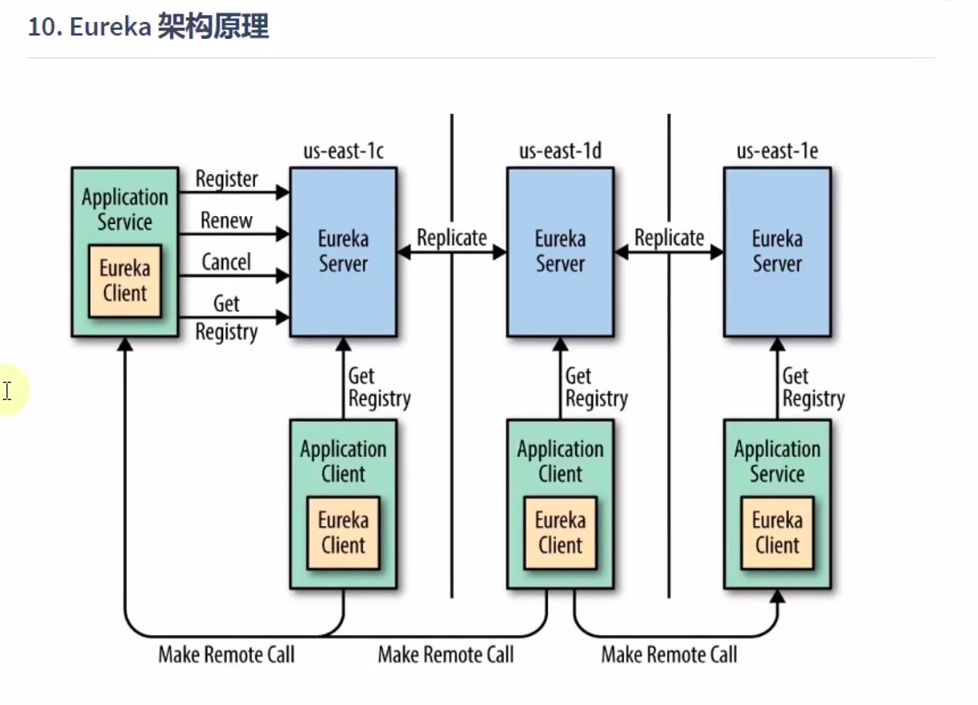 10. Eureka 架构原理
us-east-1c
us-east-1d
us-east-1e
Application
Service
Eureka
Client
Register
Renew
Cancel
Get
Registry
Eureka
Server
Replicate
Eureka
Server
Replicate
Eureka
Server
Get
Registry
Get
Registry
Get
Registry
Application
Client
Eureka
Client
Application
Client
Eureka
Client
Application
Service
Eureka
Client
Make Remote Call
Make Remote Call
Make Remote Call